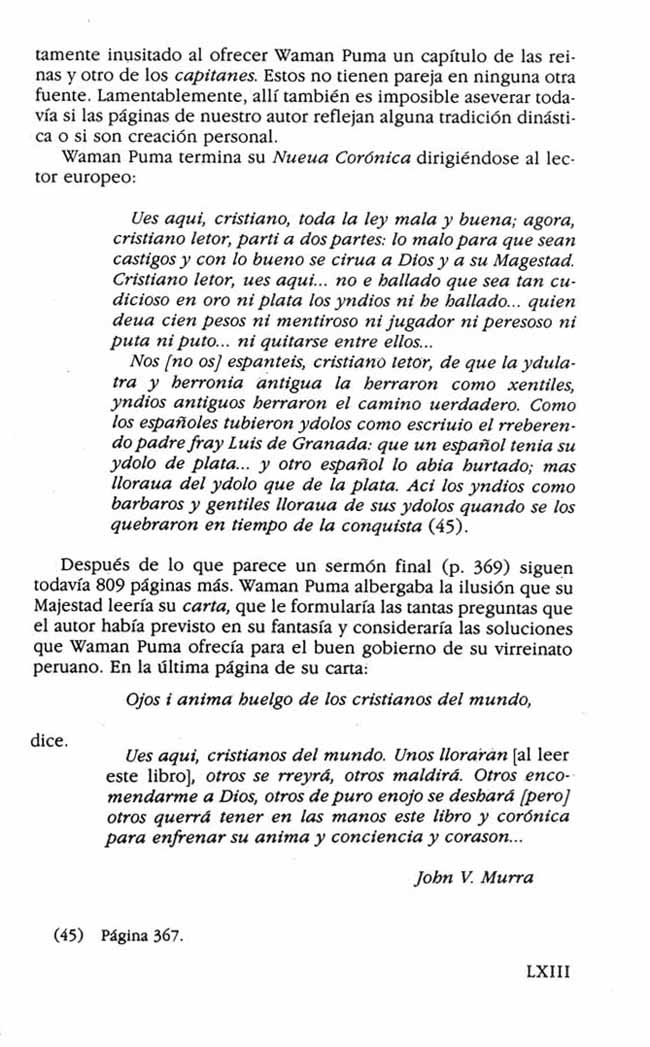 tamente inusitado al ofrecer Waman Puma un capítulo de las rei-
nas y otro de los capitanes. Estos no tienen pareja en ninguna otra
fuente. Lamentablemente, allí también es imposible aseverar toda-
vía si las páginas de nuestro autor reflejan alguna tradición dinásti-
ca o si son creación personal.
Waman Puma termina su Nueua Corónica dirigiéndose al lec-
tor europeo:
Ues aqui, cristiano, toda la ley mala y buena; agora,
cristiano letor, parti a dos partes: lo malo para que sean
castigos y con lo bueno se cirua a Dios y a su Magestad.
Cristiano letor, ues aqui... no e hallado que sea tan cu-
dicioso en oro ni plata los yndios ni he hallado... quien
deua cien pesos ni mentiroso ni jugador ni peresoso ni
puta ni puto... ni quitarse entre ellos...
Nos [no os] espanteis, cristiano letor, de que la ydula-
tra y herronia antigua la herraron como xentiles,
yndios antiguos herraron el camino uerdadero. Como
los españoles tubieron ydolos como escriuio el rreberen-
do padre fray Luis de Granada: que un español tenia su
ydolo de plata... y otro español lo abia hurtado; mas
lloraua del ydolo que de la plata. Aci los yndios como
barbaros y gentiles lloraua de sus ydolos quando se los
quebraron en tiempo de la conquista (45).
Después de lo que parece un sermón final (p. 369) siguen
todavía 809 páginas más. Waman Puma albergaba la ilusión que su
Majestad leería su carta, que le formularía las tantas preguntas que
el autor había previsto en su fantasía y consideraría las soluciones
que Waman Puma ofrecía para el buen gobierno de su virreinato
peruano. En la última página de su carta:
Ojos i anima huelgo de los cristianos del mundo,
dice.
Ues aqui, cristianos del mundo. Unos lloraran [al leer
este libro], otros se rreyrá, otros maldirá. Otros enco-
mendarme a Dios, otros de puro enojo se deshará [pero]
otros querrá tener en las manos este libro y corónica
para enfrenar su anima y conciencia y corason...
John V. Murra
(45) Página 367.
LXIII